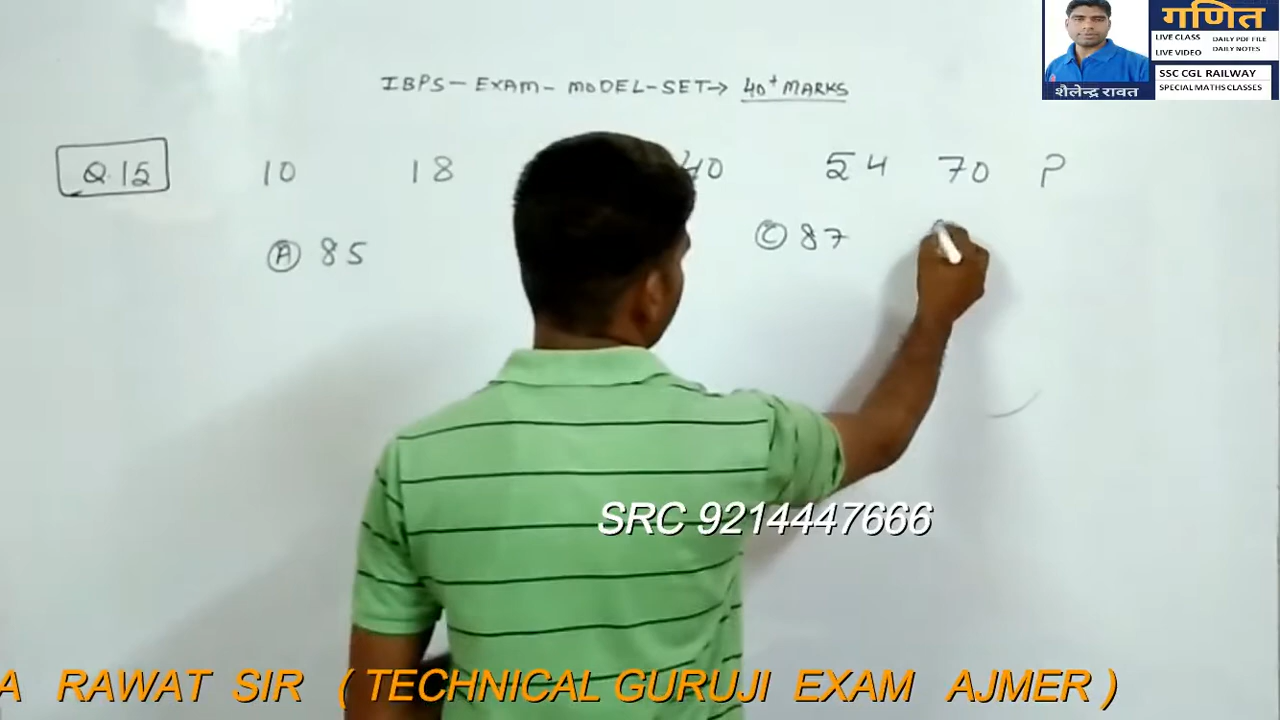 गणित
LIVE CLASS DAILY PDF FILE
LIVE VIDEO DAILY NOTES
SSC CGL RAILWAY
SPECIAL MATHS CLASSES
शैलेन्द्र रावत
IBPS-EXAM-MODEL-SET→ 40+ MARKS
Q.15 10 18 40 54 70 ?
(A) 85 (C) 87
SRC 9214447666
A RAWAT SIR ( TECHNICAL GURUJI EXAM AJMER )